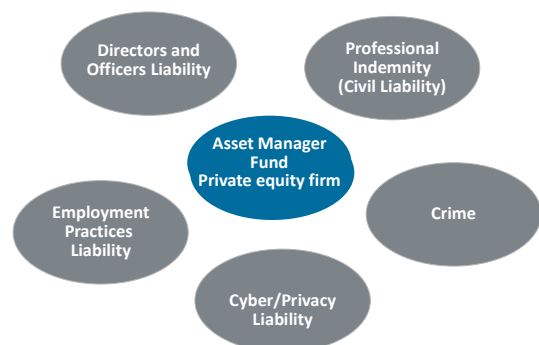 Directors and
Officers Liability
Professional
Indemnity
(Civil Liability)
Asset Manager
Fund
Private equity firm
Employment
Practices
Liability
Crime
Cyber/Privacy
Liability